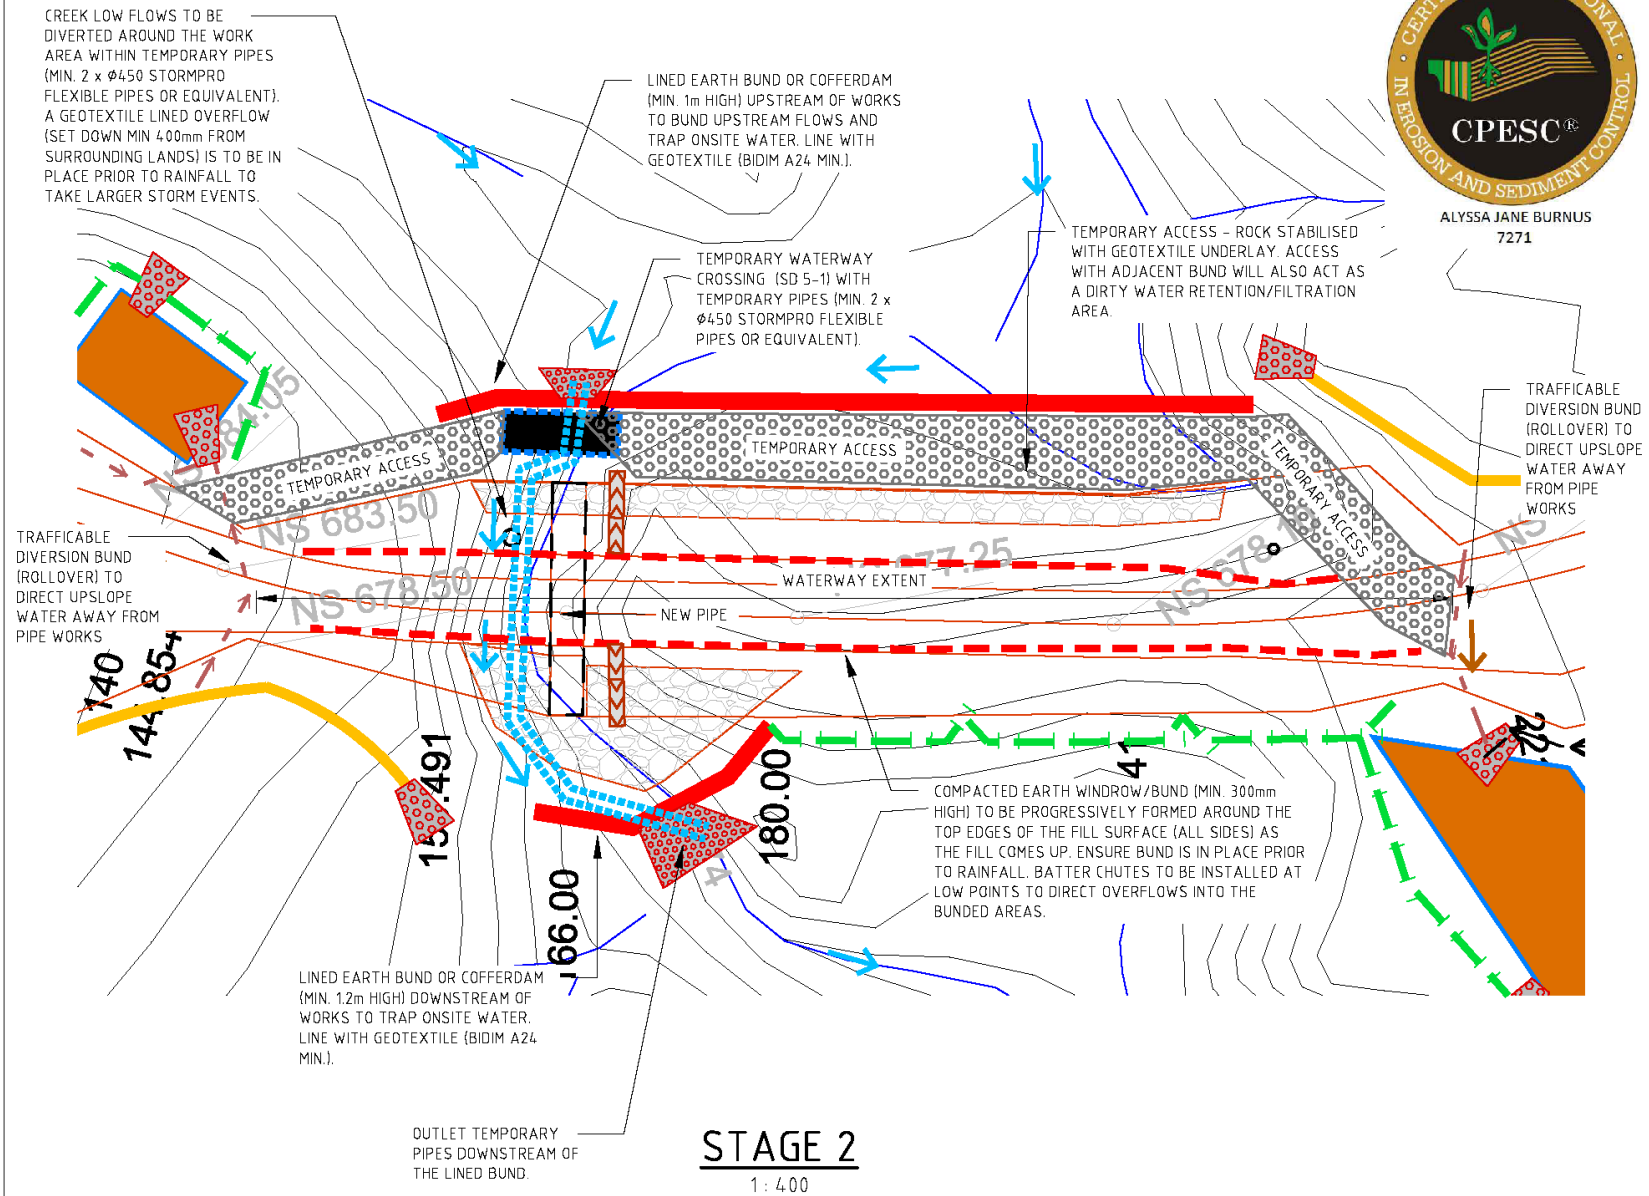 CREEK LOW FLOWS TO BE
DIVERTED AROUND THE WORK
AREA WITHIN TEMPORARY PIPES
(MIN. 2 x Ø450 STORMPRO
FLEXIBLE PIPES OR EQUIVALENT).
A GEOTEXTILE LINED OVERFLOW
(SET DOWN MIN 400mm FROM
SURROUNDING LANDS) IS TO BE IN
PLACE PRIOR TO RAINFALL TO
TAKE LARGER STORM EVENTS.
LINED EARTH BUND OR COFFERDAM
(MIN. 1m HIGH) UPSTREAM OF WORKS
TO BUND UPSTREAM FLOWS AND
TRAP ONSITE WATER. LINE WITH
GEOTEXTILE (BIDIM A24 MIN.).
IN EROSION AND SEDIMENT CONTROL
CPESC®
ALYSSA JANE BURNUS
7271
TEMPORARY WATERWAY
CROSSING (SD 5-1) WITH
TEMPORARY PIPES (MIN. 2 x
Ø450 STORMPRO FLEXIBLE
PIPES OR EQUIVALENT).
TEMPORARY ACCESS - ROCK STABILISED
WITH GEOTEXTILE UNDERLAY. ACCESS
WITH ADJACENT BUND WILL ALSO ACT AS
A DIRTY WATER RETENTION/FILTRATION
AREA.
TRAFFICABLE
DIVERSION BUND
(ROLLOVER) TO
DIRECT UPSLOPE
WATER AWAY
FROM PIPE
WORKS
TEMPORARY ACCESS
TEMPORARY ACCESS
TEMPORARY ACCESS
NS 683.50
NS 678.50
NS 678.1
NS
TRAFFICABLE
DIVERSION BUND
(ROLLOVER) TO
DIRECT UPSLOPE
WATER AWAY FROM
PIPE WORKS
WATERWAY EXTENT
NEW PIPE
144.85
180.00
41
COMPACTED EARTH WINDROW/BUND (MIN. 300mm
HIGH) TO BE PROGRESSIVELY FORMED AROUND THE
TOP EDGES OF THE FILL SURFACE (ALL SIDES) AS
THE FILL COMES UP. ENSURE BUND IS IN PLACE PRIOR
TO RAINFALL. BATTER CHUTES TO BE INSTALLED AT
LOW POINTS TO DIRECT OVERFLOWS INTO THE
BUNDED AREAS.
LINED EARTH BUND OR COFFERDAM
(MIN. 1.2m HIGH) DOWNSTREAM OF
WORKS TO TRAP ONSITE WATER.
LINE WITH GEOTEXTILE (BIDIM A24
MIN.).
OUTLET TEMPORARY
PIPES DOWNSTREAM OF
THE LINED BUND.
STAGE 2
1 : 400